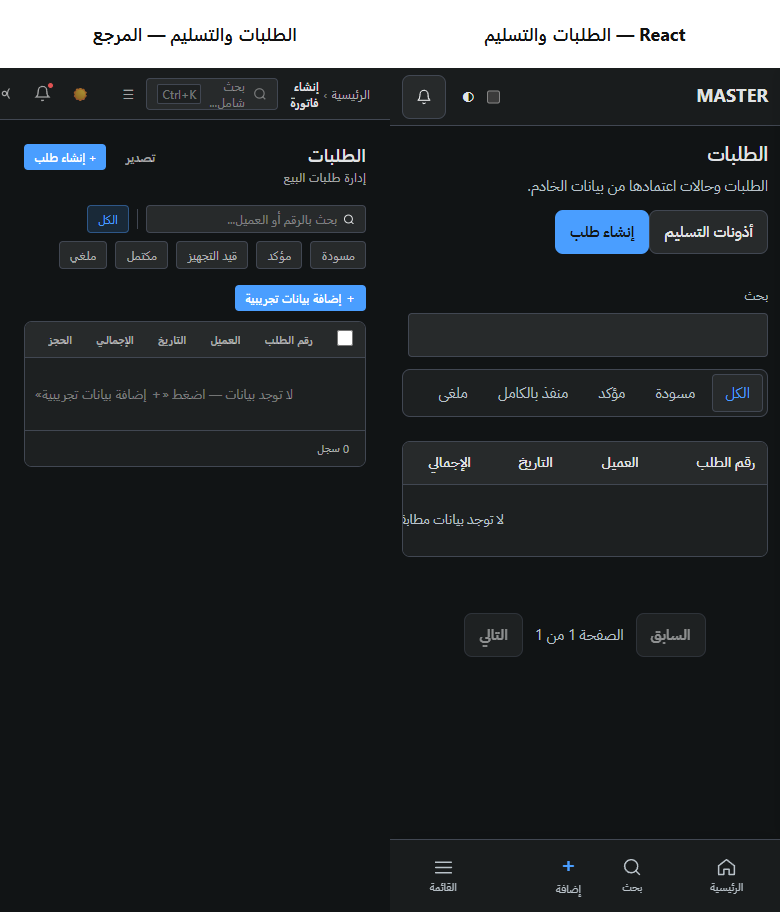 React — الطلبات والتسليم
MASTER
الطلبات
الطلبات وحالات اعتمادها من بيانات الخادم.
أذونات التسليم
إنشاء طلب
بحث
الكل
مسودة
مؤكد
منفذ بالكامل
ملغى
رقم الطلب
العميل
التاريخ
الإجمالي
لا توجد بيانات مطابق
السابق
الصفحة 1 من 1
التالي
الرئيسية
بحث
+
إضافة
القائمة
الطلبات والتسليم — المرجع
الرئيسية › إنشاء فاتورة
بحث شامل...
Ctrl+K
الطلبات
إدارة طلبات البيع
تصدير
+ إنشاء طلب
بحث بالرقم أو العميل...
الكل
مسودة
مؤكد
قيد التجهيز
مكتمل
ملغي
+ إضافة بيانات تجريبية
رقم الطلب
العميل
التاريخ
الإجمالي
الحجز
لا توجد بيانات — اضغط «+ إضافة بيانات تجريبية»
0 سجل